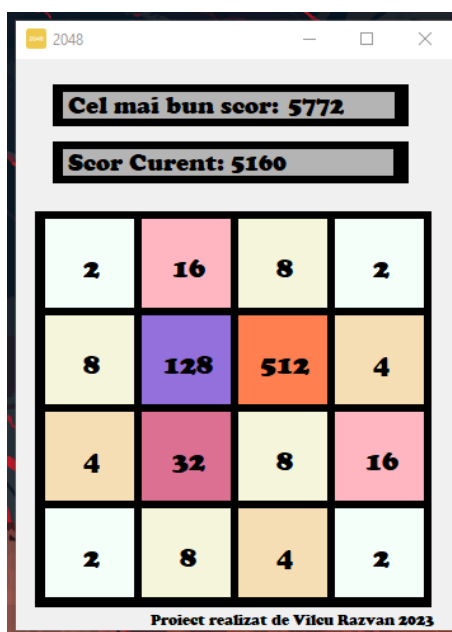 2048 2048
Cel mai bun scor: 5772
Scor Curent: 5160
2 16 8 2
8 128 512 4
4 32 8 16
2 8 4 2
Proiect realizat de Vilcu Razvan 2023